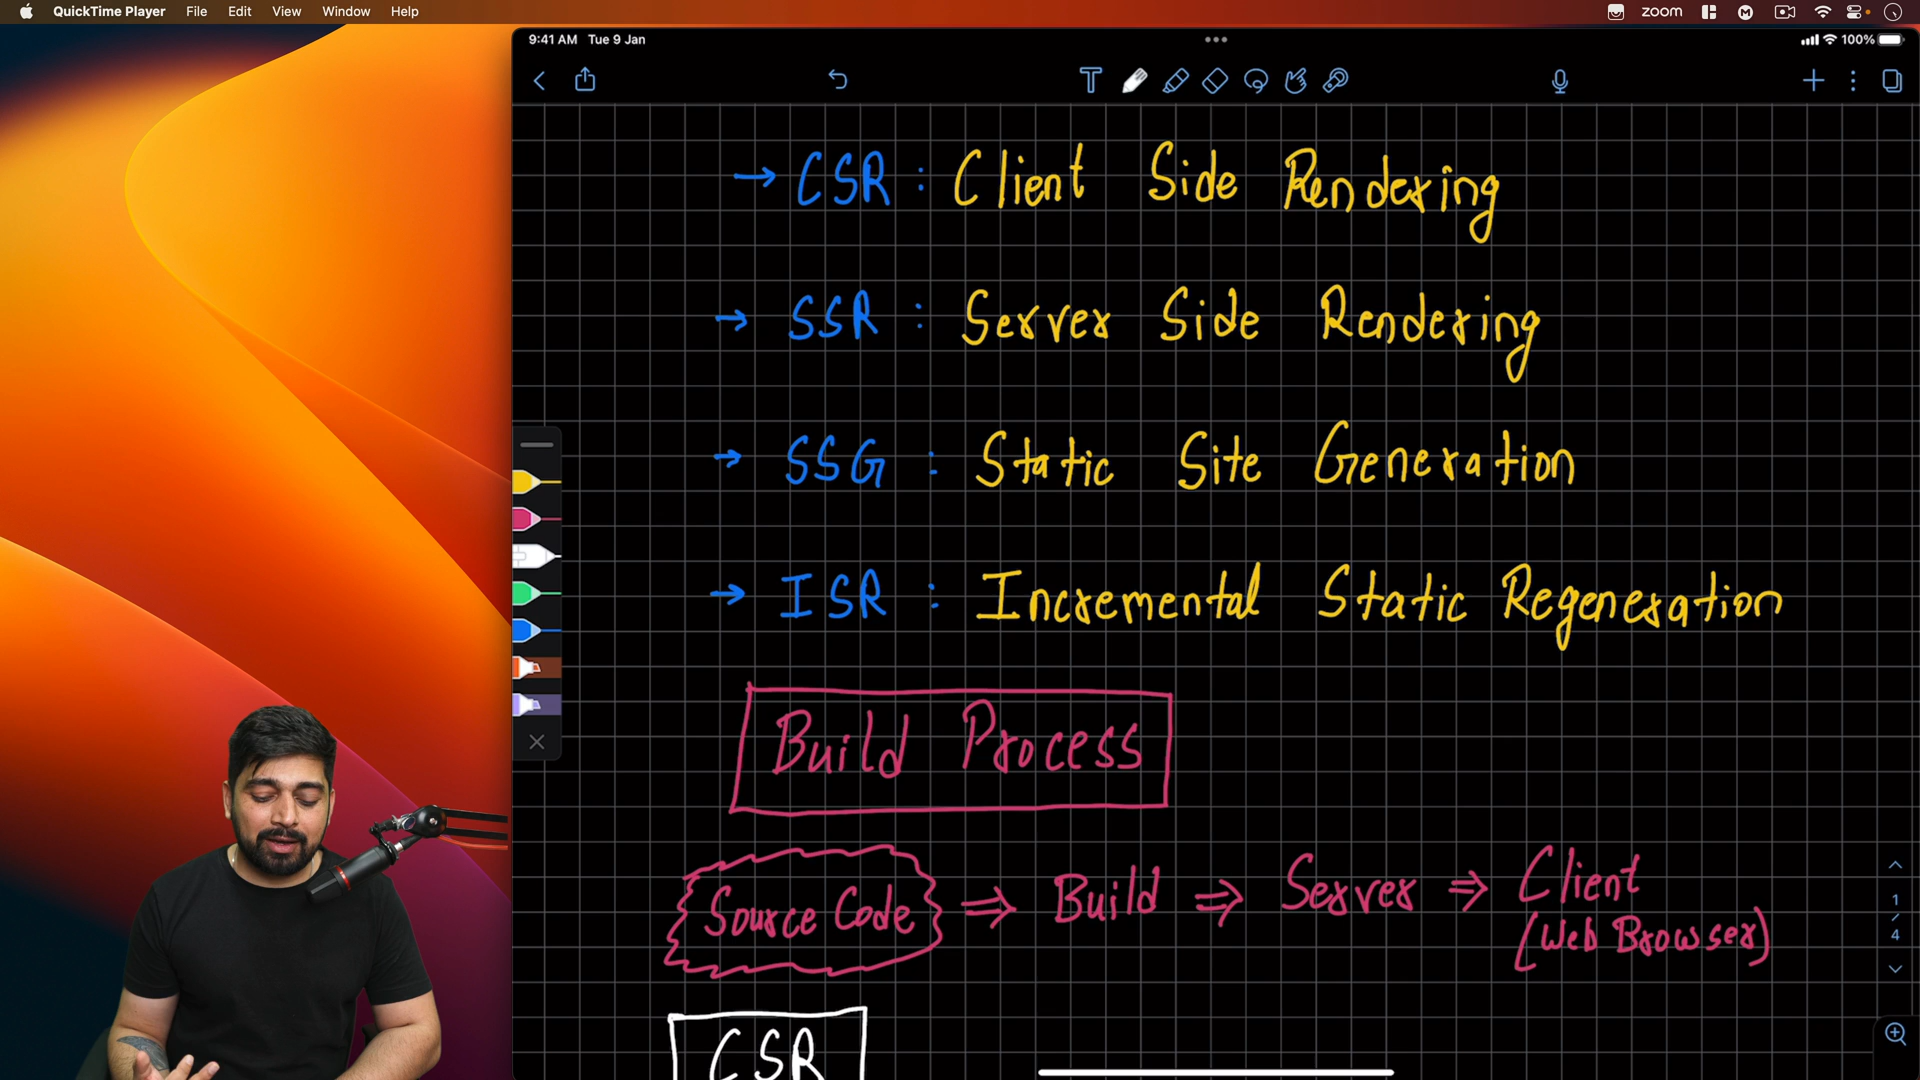 QuickTime Player File Edit View Window Help zoom
9:41 AM Tue 9 Jan 100%
→ CSR : Client Side Rendering
→ SSR : Server Side Rendering
→ SSG : Static Site Generation
→ ISR : Incremental Static Regeneration
Build Process
Source Code ⇒ Build ⇒ Server ⇒ Client
(Web Browser)
1
/
4
CSR